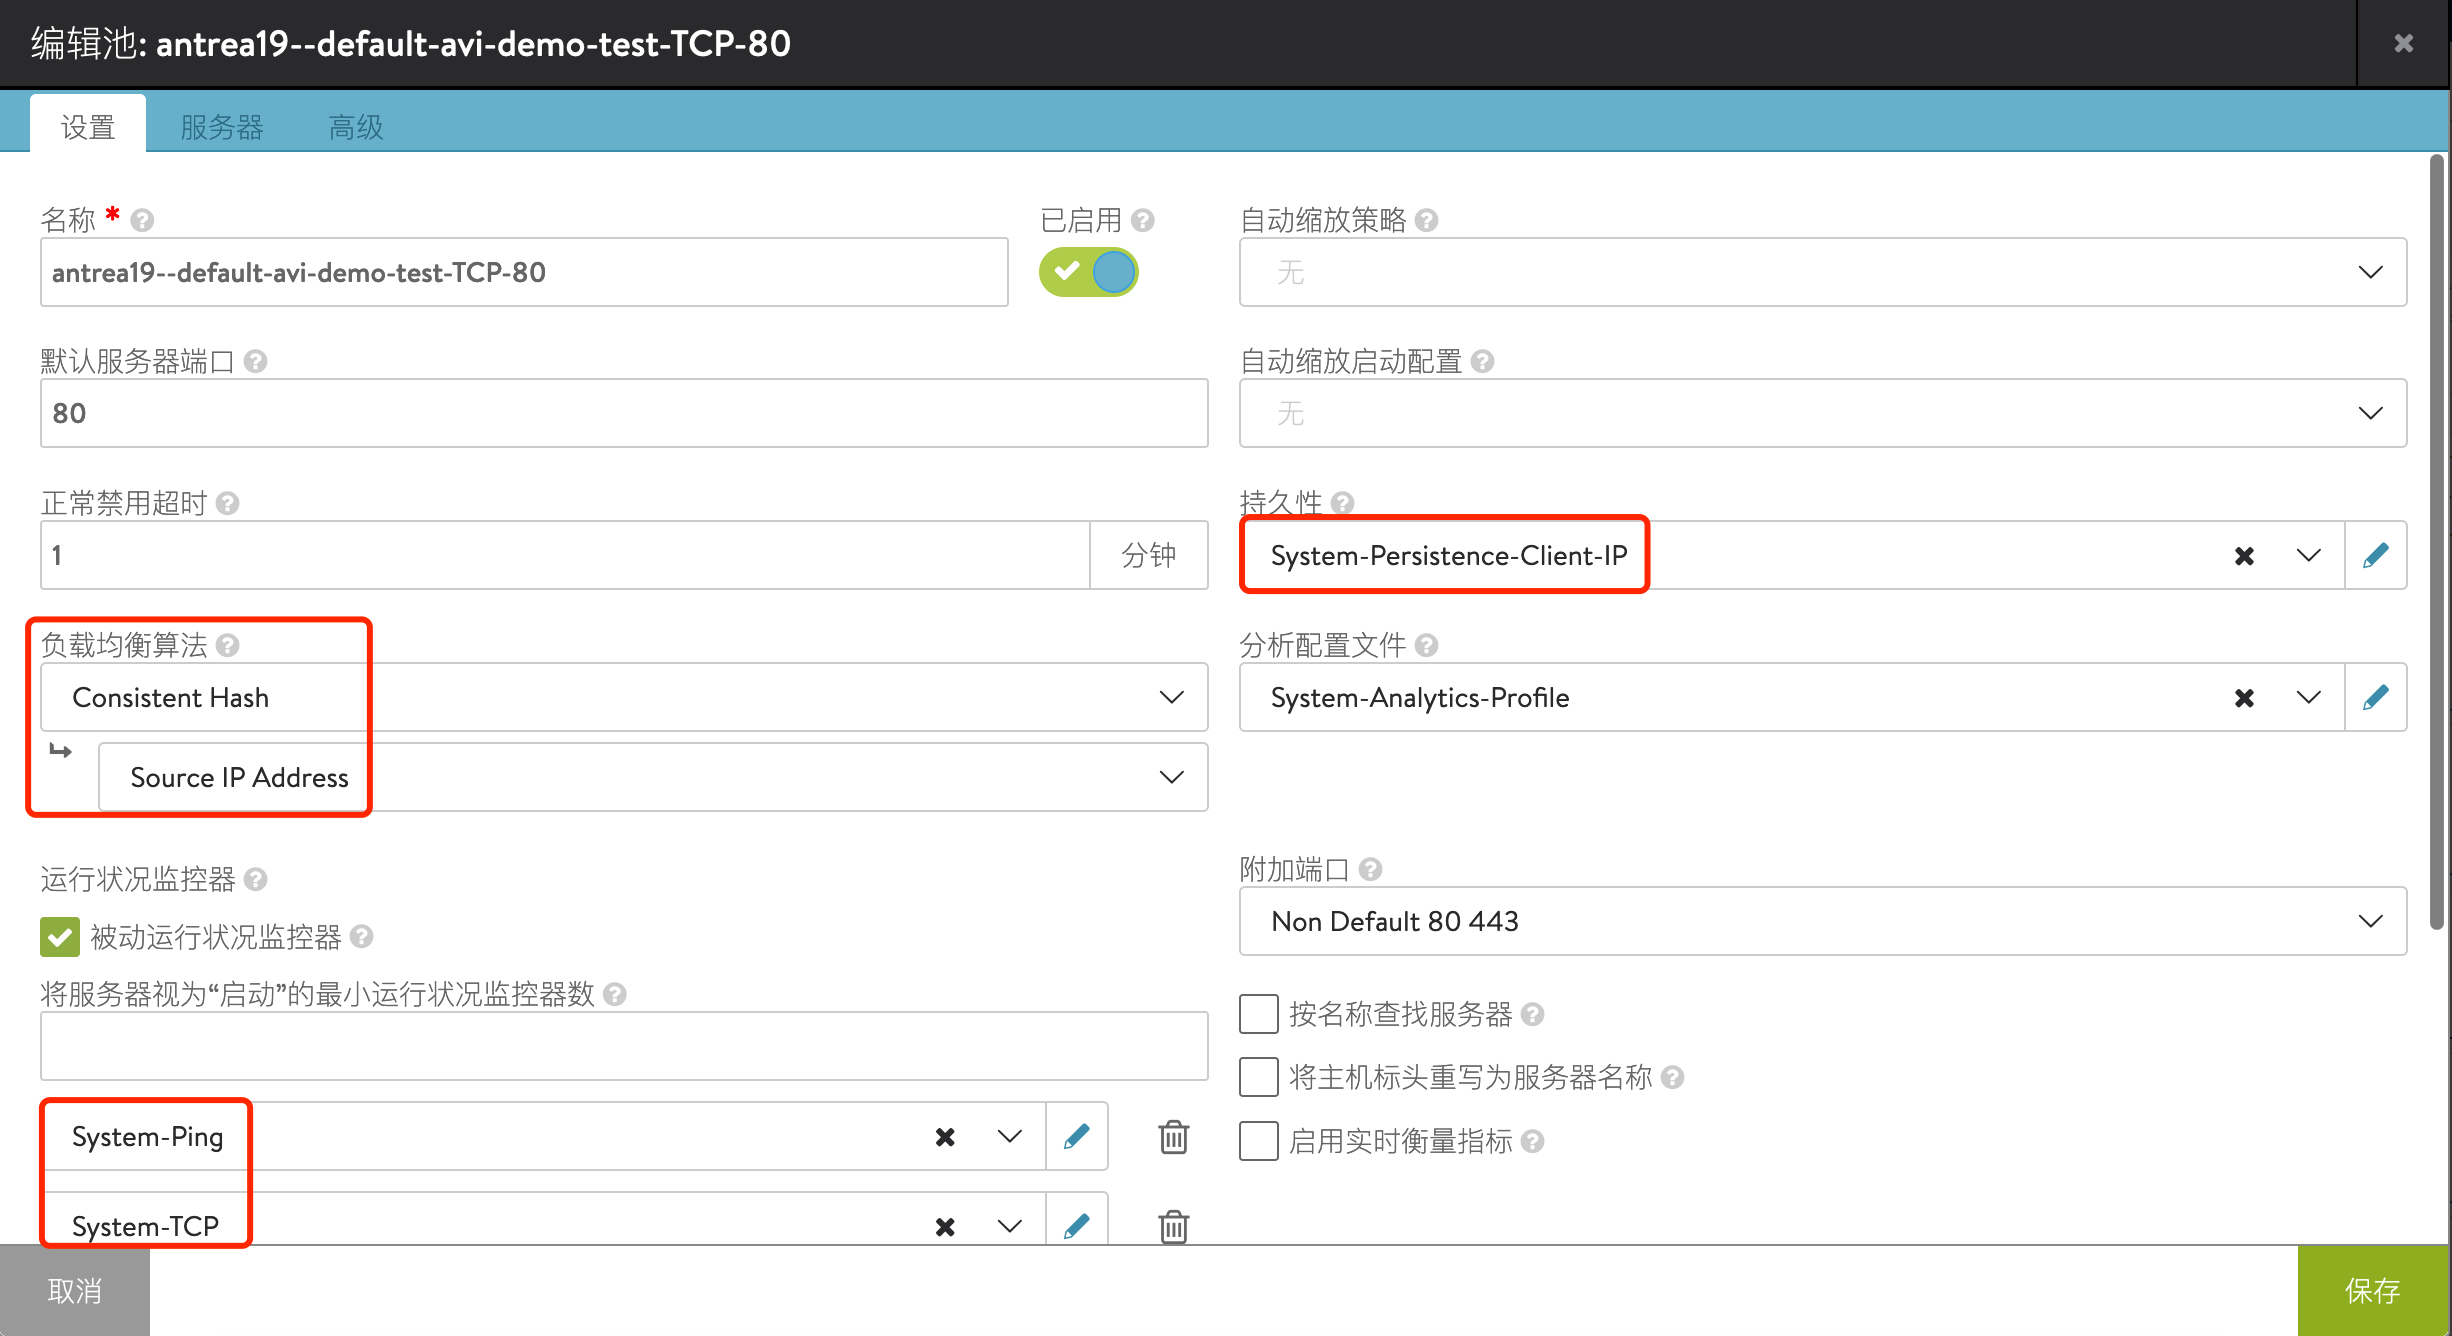 编辑池: antrea19--default-avi-demo-test-TCP-80
设置 服务器 高级
名称 *
已启用
自动缩放策略
antrea19--default-avi-demo-test-TCP-80
无
默认服务器端口
自动缩放启动配置
80
无
正常禁用超时
持久性
1 分钟
System-Persistence-Client-IP
负载均衡算法
分析配置文件
Consistent Hash
System-Analytics-Profile
Source IP Address
运行状况监控器
附加端口
被动运行状况监控器
Non Default 80 443
将服务器视为“启动”的最小运行状况监控器数
按名称查找服务器
将主机标头重写为服务器名称
System-Ping
启用实时衡量指标
System-TCP
取消
保存